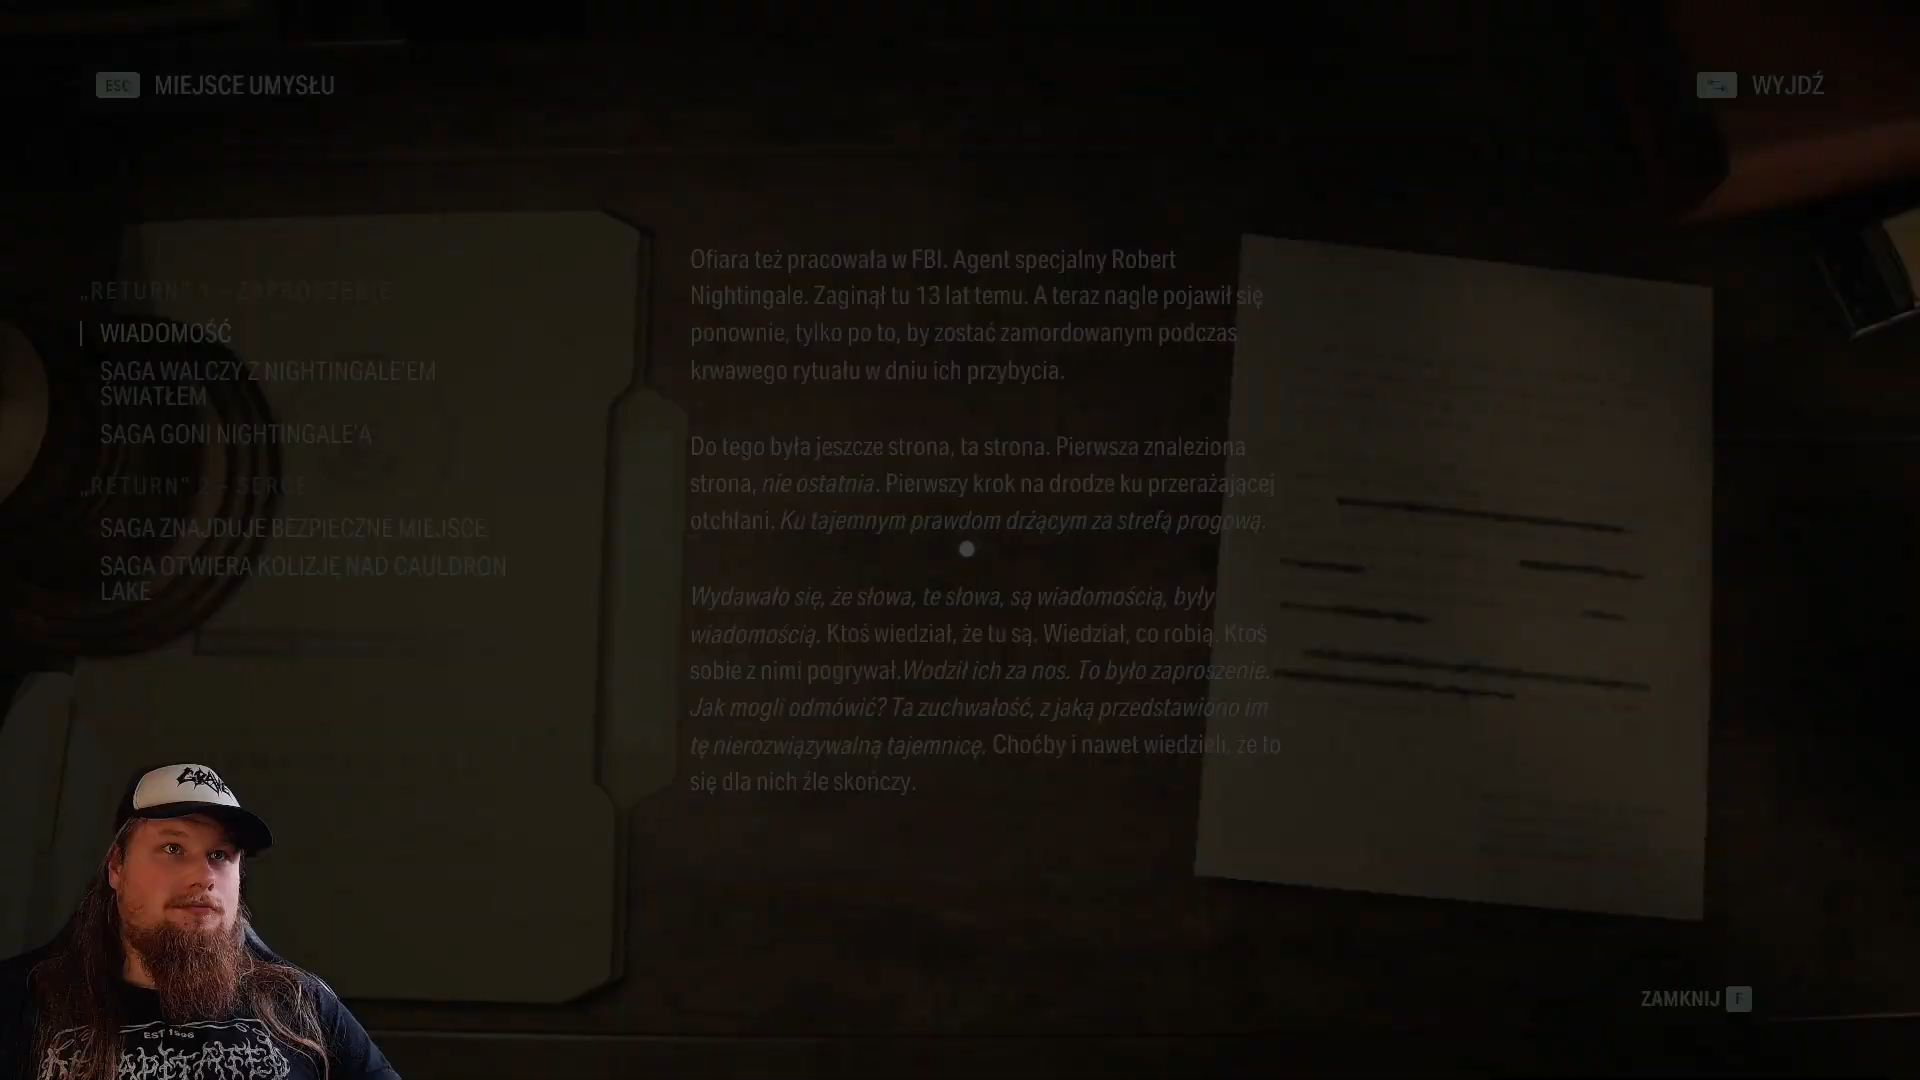 ESC MIEJSCE UMYSŁU
WYJDŹ
„RETURN” 1 – ZAPROSZENIE
WIADOMOŚĆ
SAGA WALCZY Z NIGHTINGALE'EM
ŚWIATŁEM
SAGA GONI NIGHTINGALE'A
„RETURN” 2 – SERCE
SAGA ZNAJDUJE BEZPIECZNE MIEJSCE
SAGA OTWIERA KOLIZJĘ NAD CAULDRON
LAKE
Ofiara też pracowała w FBI. Agent specjalny Robert
Nightingale. Zaginął tu 13 lat temu. A teraz nagle pojawił się
ponownie, tylko po to, by zostać zamordowanym podczas
krwawego rytuału w dniu ich przybycia.
Do tego była jeszcze strona, ta strona. Pierwsza znaleziona
strona, nie ostatnia. Pierwszy krok na drodze ku przerażającej
otchłani. Ku tajemnym prawdom drżącym za strefą progową.
Wydawało się, że słowa, te słowa, są wiadomością, były
wiadomością. Ktoś wiedział, że tu są. Wiedział, co robią. Ktoś
sobie z nimi pogrywał.Wodził ich za nos. To było zaproszenie.
Jak mogli odmówić? Ta zuchwałość, z jaką przedstawiono im
tę nierozwiązywalną tajemnicę. Choćby i nawet wiedzieli, że to
się dla nich źle skończy.
ZAMKNIJ F
EST 1996